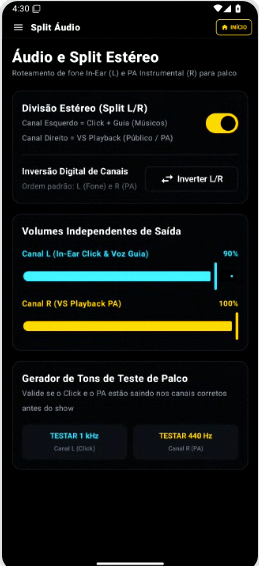 4:30
Split Áudio
INÍCIO
Áudio e Split Estéreo
Roteamento de fone In-Ear (L) e PA Instrumental (R) para palco
Divisão Estéreo (Split L/R)
Canal Esquerdo = Click + Guia (Músicos)
Canal Direito = VS Playback (Público / PA)
Inversão Digital de Canais
Ordem padrão: L (Fone) e R (PA)
Inverter L/R
Volumes Independentes de Saída
Canal L (In-Ear Click & Voz Guia) 90%
Canal R (VS Playback PA) 100%
Gerador de Tons de Teste de Palco
Valide se o Click e o PA estão saindo nos canais corretos
antes do show
TESTAR 1 kHz
Canal L (Click)
TESTAR 440 Hz
Canal R (PA)